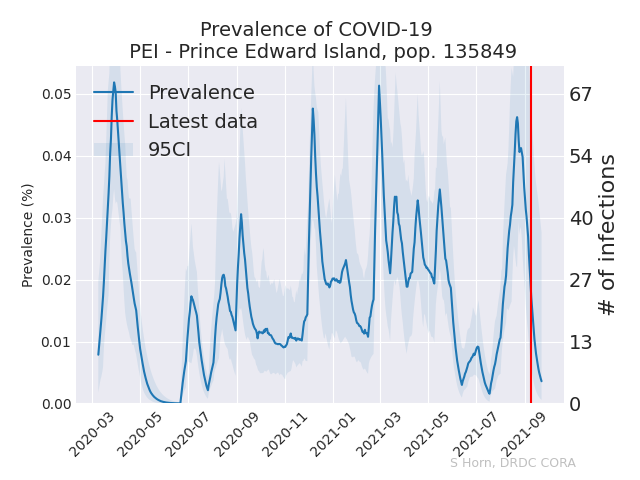 Prevalence of COVID-19
PEI - Prince Edward Island, pop. 135849
Prevalence
Latest data
95CI
Prevalence (%)
0.05
0.04
0.03
0.02
0.01
0.00
67
54
40
27
13
0
# of infections
2020-03
2020-05
2020-07
2020-09
2020-11
2021-01
2021-03
2021-05
2021-07
2021-09
S Horn, DRDC CORA